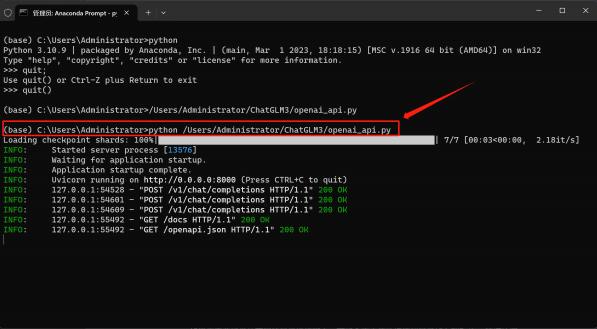 管理员: Anaconda Prompt - py
(base) C:\Users\Administrator>python
Python 3.10.9 | packaged by Anaconda, Inc. | (main, Mar  1 2023, 18:18:15) [MSC v.1916 64 bit (AMD64)] on win32
Type "help", "copyright", "credits" or "license" for more information.
>>> quit;
Use quit() or Ctrl-Z plus Return to exit
>>> quit()
(base) C:\Users\Administrator>/Users/Administrator/ChatGLM3/openai_api.py
(base) C:\Users\Administrator>python /Users/Administrator/ChatGLM3/openai_api.py
Loading checkpoint shards: 100%| | 7/7 [00:03<00:00,  2.18it/s]
INFO:     Started server process [13576]
INFO:     Waiting for application startup.
INFO:     Application startup complete.
INFO:     Uvicorn running on http://0.0.0.0:8000 (Press CTRL+C to quit)
INFO:     127.0.0.1:54528 - "POST /v1/chat/completions HTTP/1.1" 200 OK
INFO:     127.0.0.1:54601 - "POST /v1/chat/completions HTTP/1.1" 200 OK
INFO:     127.0.0.1:54609 - "POST /v1/chat/completions HTTP/1.1" 200 OK
INFO:     127.0.0.1:55492 - "GET /docs HTTP/1.1" 200 OK
INFO:     127.0.0.1:55492 - "GET /openapi.json HTTP/1.1" 200 OK